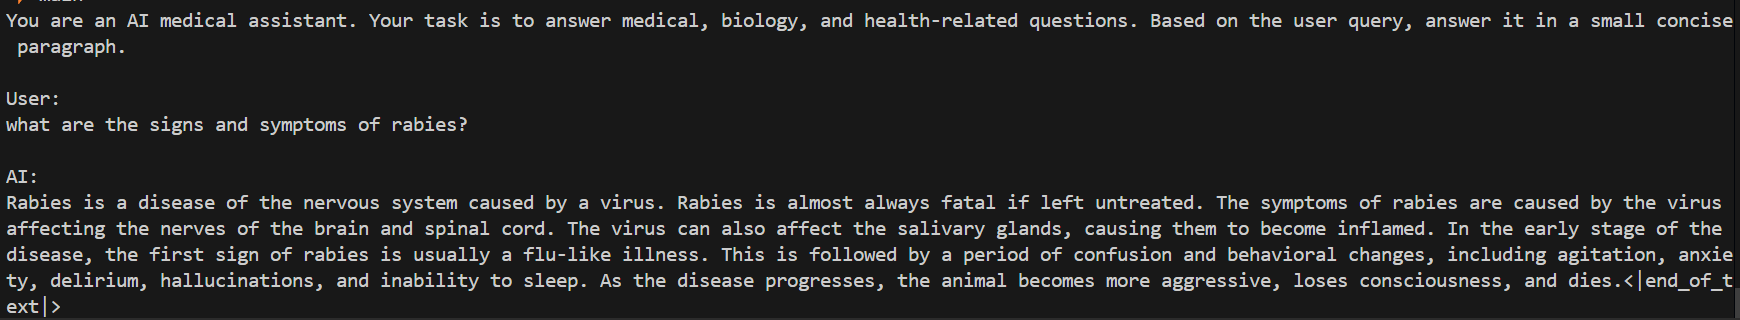 You are an AI medical assistant. Your task is to answer medical, biology, and health-related questions. Based on the user query, answer it in a small concise
 paragraph.
User:
what are the signs and symptoms of rabies?
AI:
Rabies is a disease of the nervous system caused by a virus. Rabies is almost always fatal if left untreated. The symptoms of rabies are caused by the virus
affecting the nerves of the brain and spinal cord. The virus can also affect the salivary glands, causing them to become inflamed. In the early stage of the
disease, the first sign of rabies is usually a flu-like illness. This is followed by a period of confusion and behavioral changes, including agitation, anxie
ty, delirium, hallucinations, and inability to sleep. As the disease progresses, the animal becomes more aggressive, loses consciousness, and dies.<|end_of_t
ext|>